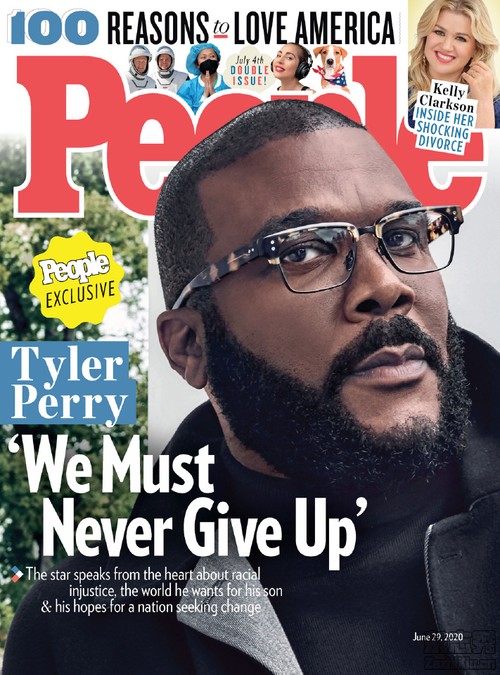 100 REASONS to LOVE AMERICA
July 4th
DOUBLE
ISSUE!
Kelly
Clarkson
INSIDE HER
SHOCKING
DIVORCE
People
People
EXCLUSIVE
Tyler
Perry
‘We Must
Never Give Up’
The star speaks from the heart about racial
injustice, the world he wants for his son
& his hopes for a nation seeking change
June 29, 2020